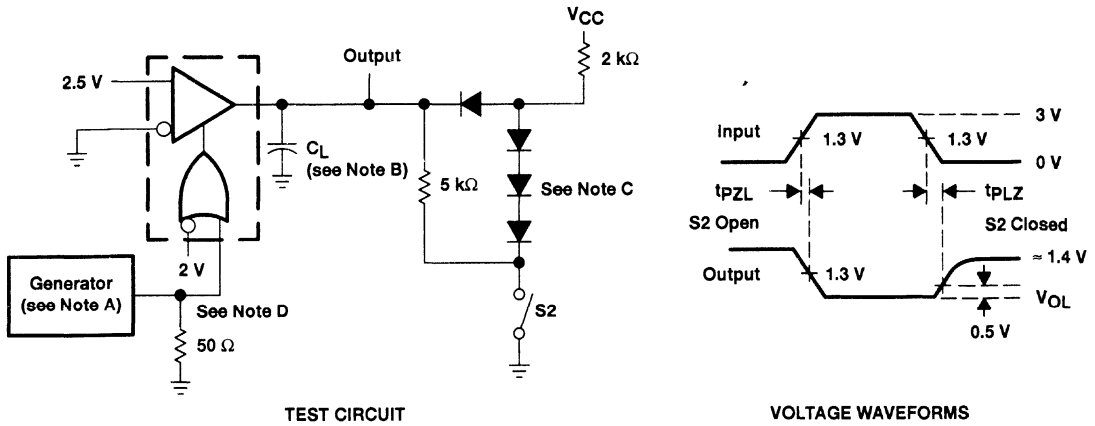 VCC
2 kΩ
Output
2.5 V
CL
(see Note B)
5 kΩ
See Note C
2 V
Generator
(see Note A)
See Note D
50 Ω
S2
TEST CIRCUIT
Input
1.3 V
1.3 V
3 V
0 V
tPZL
tPLZ
S2 Open
S2 Closed
Output
1.3 V
≈ 1.4 V
VOL
0.5 V
VOLTAGE WAVEFORMS